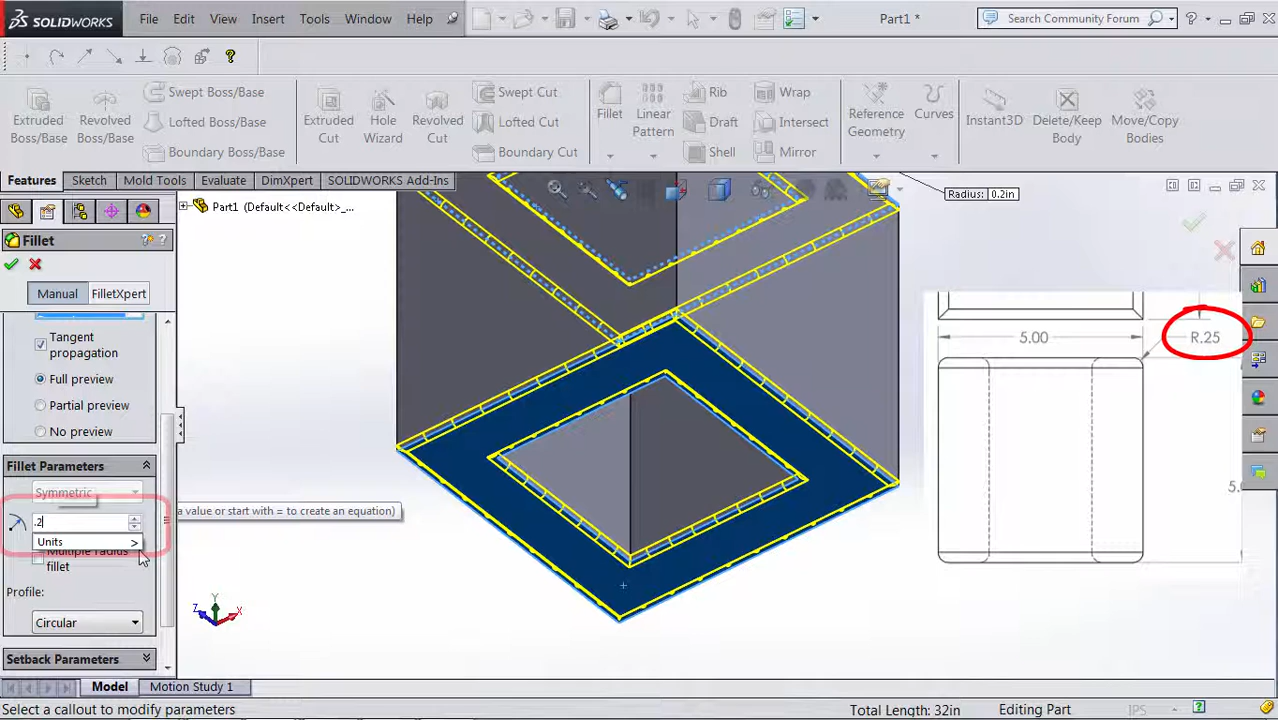 SOLIDWORKS File Edit View Insert Tools Window Help Part1 * Search Community Forum
Extruded Boss/Base
Revolved Boss/Base
Swept Boss/Base
Lofted Boss/Base
Boundary Boss/Base
Extruded Cut
Hole Wizard
Revolved Cut
Swept Cut
Lofted Cut
Boundary Cut
Fillet
Linear Pattern
Rib
Draft
Shell
Wrap
Intersect
Mirror
Reference Geometry
Curves
Instant3D
Delete/Keep Body
Move/Copy Bodies
Features Sketch Mold Tools Evaluate DimXpert SOLIDWORKS Add-Ins
Part1 (Default<<Default>_...
Radius: 0.2in
Fillet
Manual FilletXpert
Tangent propagation
Full preview
Partial preview
No preview
Fillet Parameters
Symmetric
.2
a value or start with = to create an equation)
Units >
Multiple radius
fillet
Profile:
Circular
Setback Parameters
5.00
R.25
5.
Model Motion Study 1
Select a callout to modify parameters Total Length: 32in Editing Part IPS
Z Y X